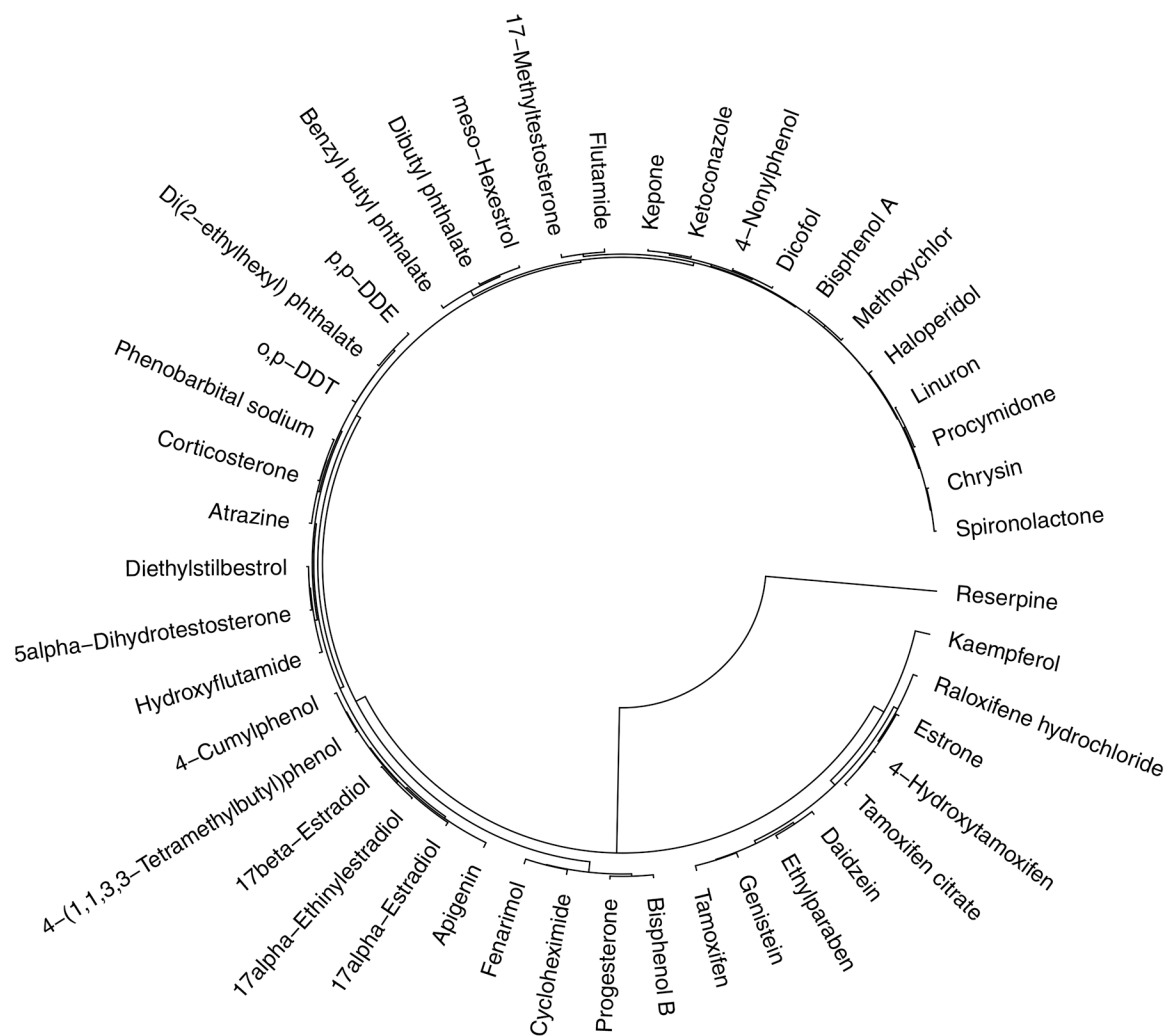 17−Methyltestosterone
Flutamide
Kepone
Ketoconazole
4−Nonylphenol
Dicofol
Bisphenol A
Methoxychlor
Haloperidol
Linuron
Procymidone
Chrysin
Spironolactone
Reserpine
Kaempferol
Raloxifene hydrochloride
Estrone
4−Hydroxytamoxifen
Tamoxifen citrate
Daidzein
Ethylparaben
Genistein
Tamoxifen
Bisphenol B
Progesterone
Cycloheximide
Fenarimol
Apigenin
17alpha−Estradiol
17alpha−Ethinylestradiol
17beta−Estradiol
4−(1,1,3,3−Tetramethylbutyl)phenol
4−Cumylphenol
Hydroxyflutamide
5alpha−Dihydrotestosterone
Diethylstilbestrol
Atrazine
Corticosterone
Phenobarbital sodium
o,p−DDT
Di(2−ethylhexyl) phthalate
p,p−DDE
Benzyl butyl phthalate
Dibutyl phthalate
meso−Hexestrol